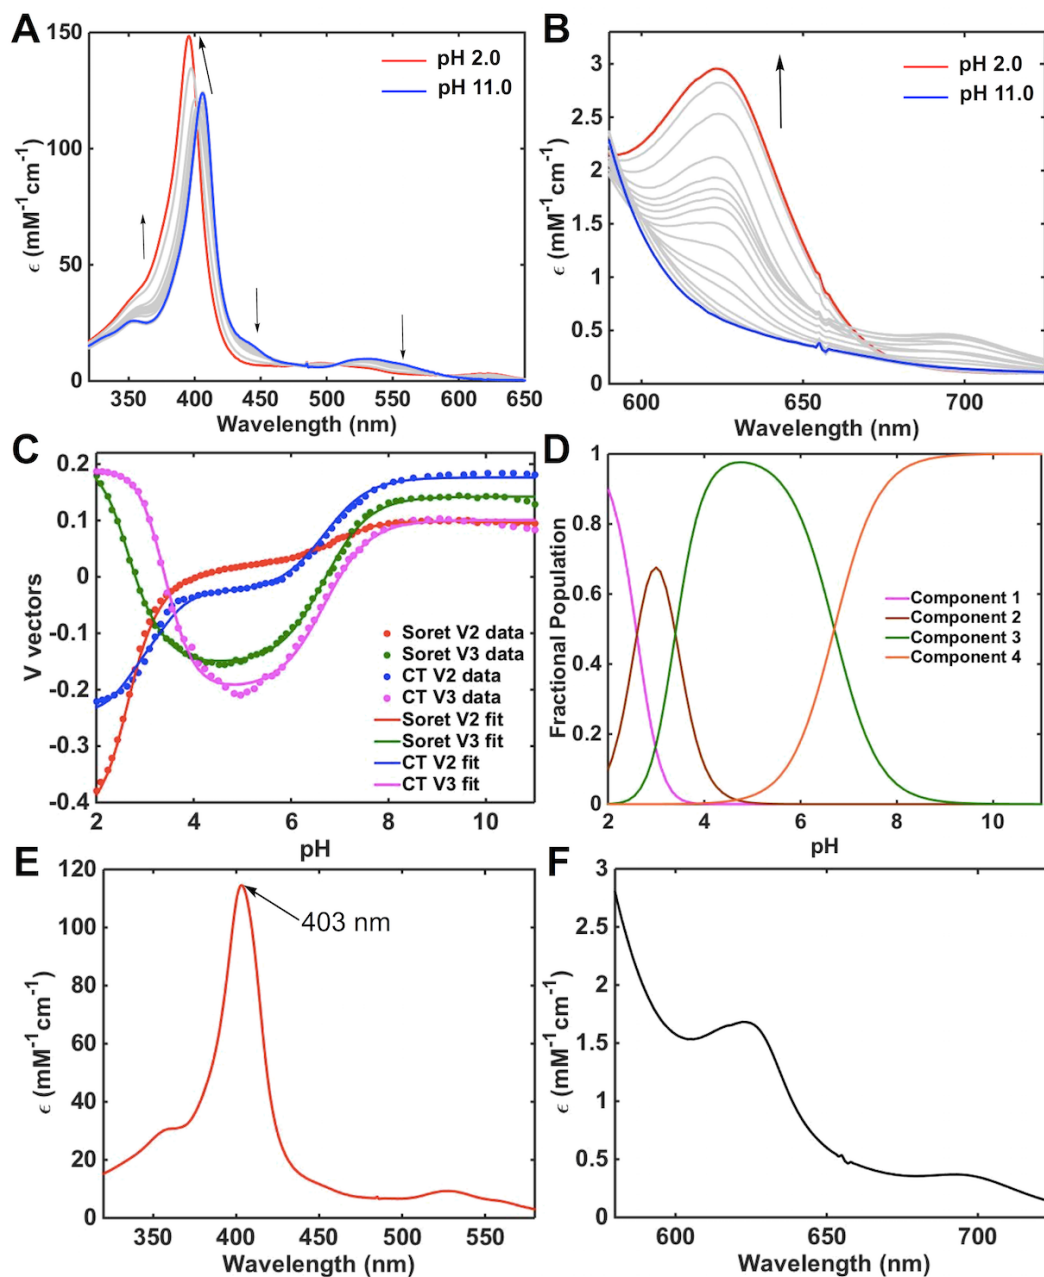 A
150
100
50
0
ϵ (mM-1cm-1)
pH 2.0
pH 11.0
350 400 450 500 550 600 650
Wavelength (nm)
B
3
2.5
2
1.5
1
0.5
0
ϵ (mM-1cm-1)
pH 2.0
pH 11.0
600 650 700
Wavelength (nm)
C
0.2
0.1
0
-0.1
-0.2
-0.3
-0.4
V vectors
Soret V2 data
Soret V3 data
CT V2 data
CT V3 data
Soret V2 fit
Soret V3 fit
CT V2 fit
CT V3 fit
2 4 6 8 10
pH
D
1
0.8
0.6
0.4
0.2
0
Fractional Population
Component 1
Component 2
Component 3
Component 4
2 4 6 8 10
pH
E
120
100
80
60
40
20
0
ϵ (mM-1cm-1)
403 nm
350 400 450 500 550
Wavelength (nm)
F
3
2.5
2
1.5
1
0.5
0
ϵ (mM-1cm-1)
600 650 700
Wavelength (nm)